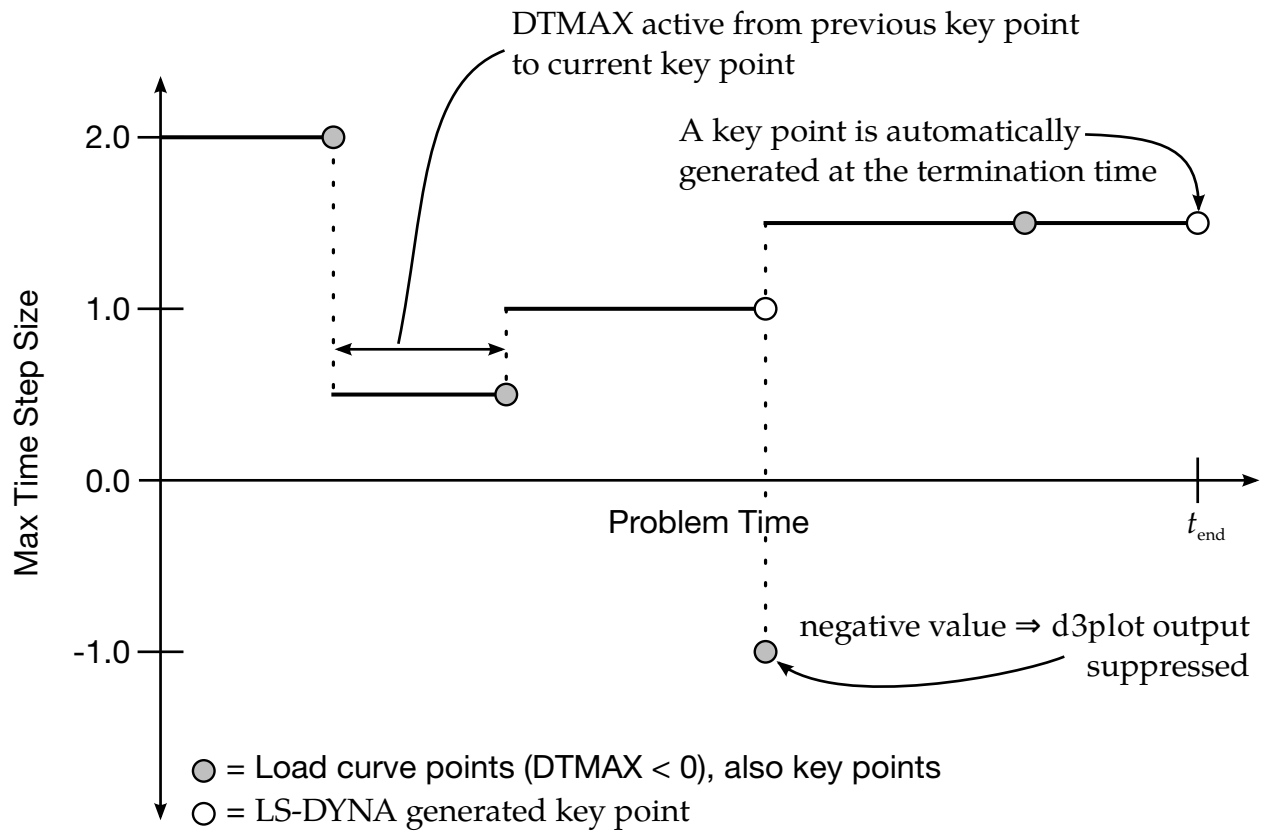 DTMAX active from previous key point
to current key point
A key point is automatically
generated at the termination time
2.0
1.0
0.0
-1.0
Max Time Step Size
Problem Time
t_end
negative value ⇒ d3plot output
suppressed
= Load curve points (DTMAX < 0), also key points
= LS-DYNA generated key point